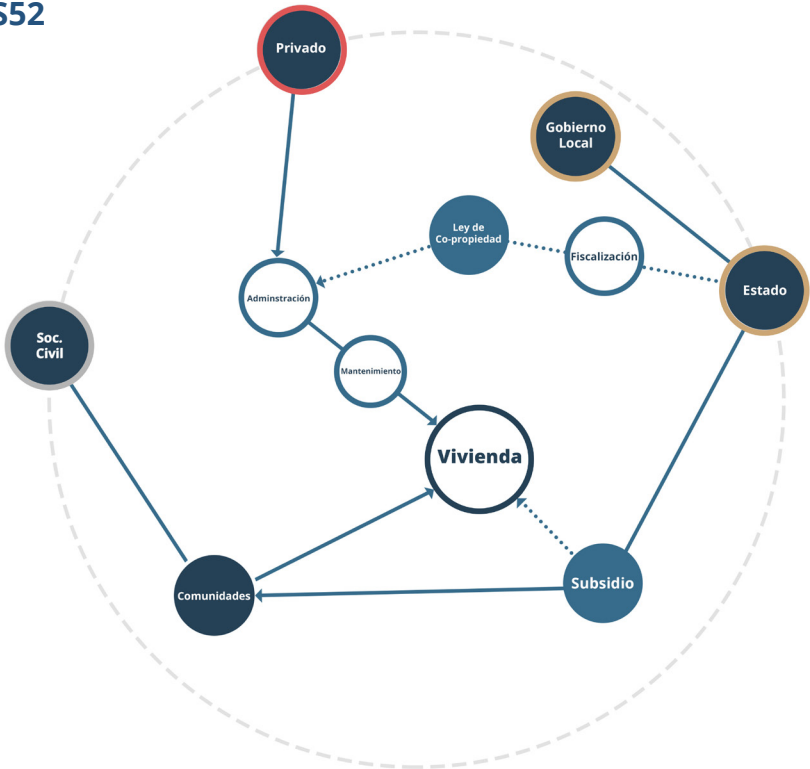 S52
Privado
Gobierno
Local
Ley de
Co-propiedad
Fiscalización
Estado
Adminstración
Soc.
Civil
Mantenimiento
Vivienda
Subsidio
Comunidades